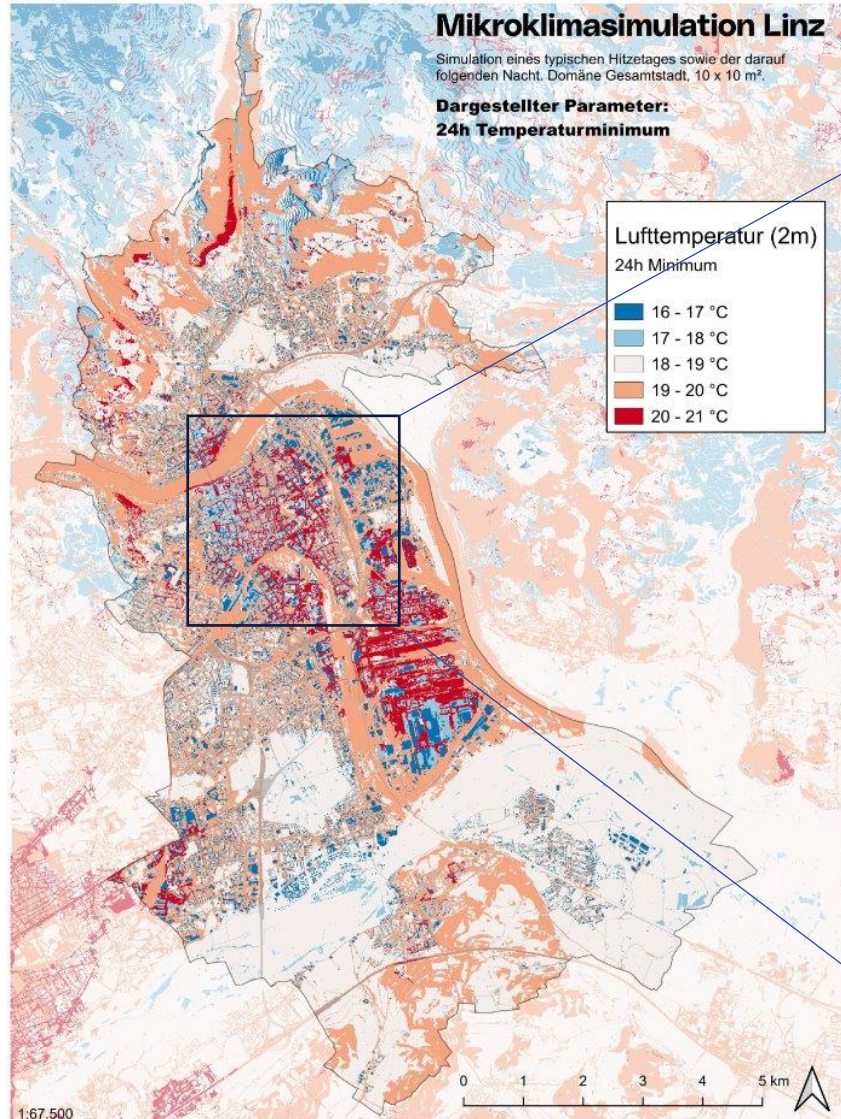 Mikroklimasimulation Linz
Simulation eines typischen Hitzetages sowie der darauf
folgenden Nacht. Domäne Gesamtstadt, 10 x 10 m².
Dargestellter Parameter:
24h Temperaturminimum
Lufttemperatur (2m)
24h Minimum
16 - 17 °C
17 - 18 °C
18 - 19 °C
19 - 20 °C
20 - 21 °C
0 1 2 3 4 5 km
1:67.500